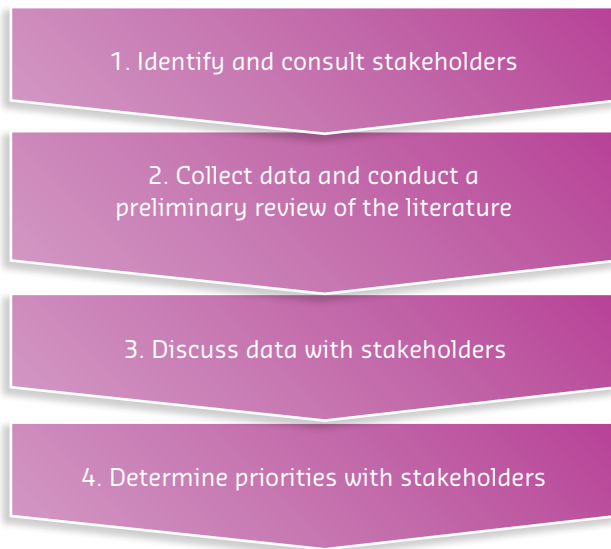 1. Identify and consult stakeholders
2. Collect data and conduct a
preliminary review of the literature
3. Discuss data with stakeholders
4. Determine priorities with stakeholders